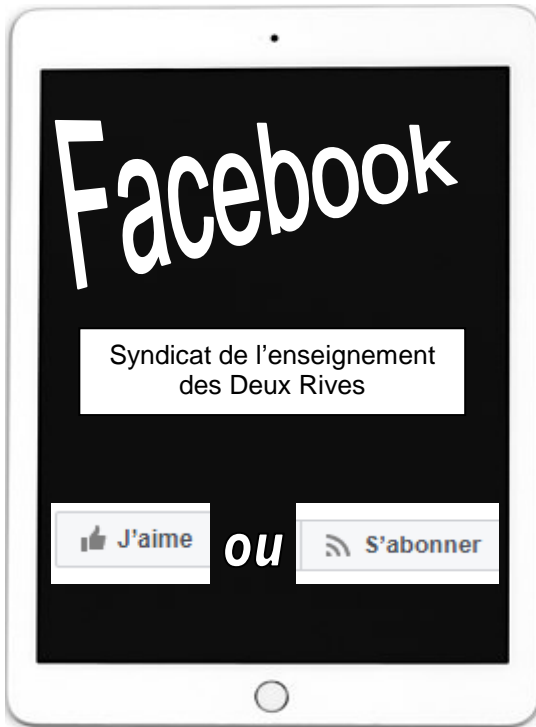 Facebook
Syndicat de l’enseignement
des Deux Rives
J’aime ou S’abonner